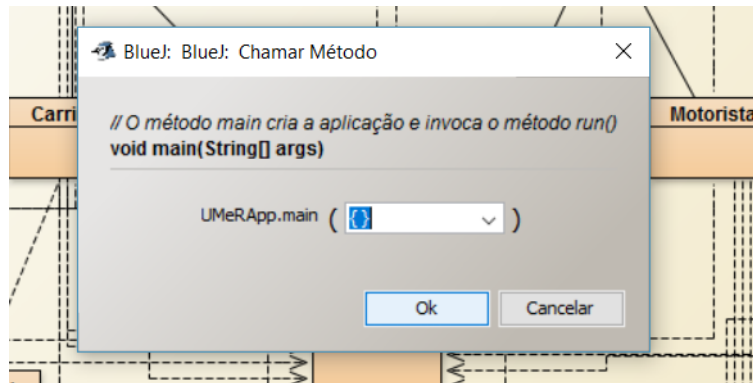 BlueJ: BlueJ: Chamar Método
Carri
// O método main cria a aplicação e invoca o método run()
Motorista
void main(String[] args)
UMeRApp.main ( {} )
Ok
Cancelar